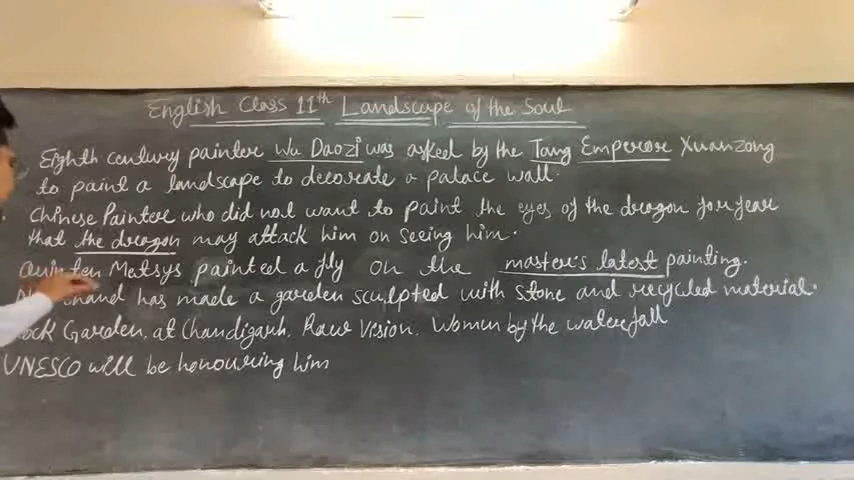 English Class 11th Landscape of the Soul
Eighth century painter Wu Daozi was asked by the Tang Emperor Xuanzong
to paint a landscape to decorate a palace wall.
Chinese Painter who did not want to paint the eyes of the dragon for fear
that the dragon may attack him on seeing him.
Quinten Metsys painted a fly on the master's latest painting.
has made a garden sculpted with stone and recycled material.
Rock Garden, at Chandigarh, Raw Vision. Women by the waterfall
UNESCO will be honouring him